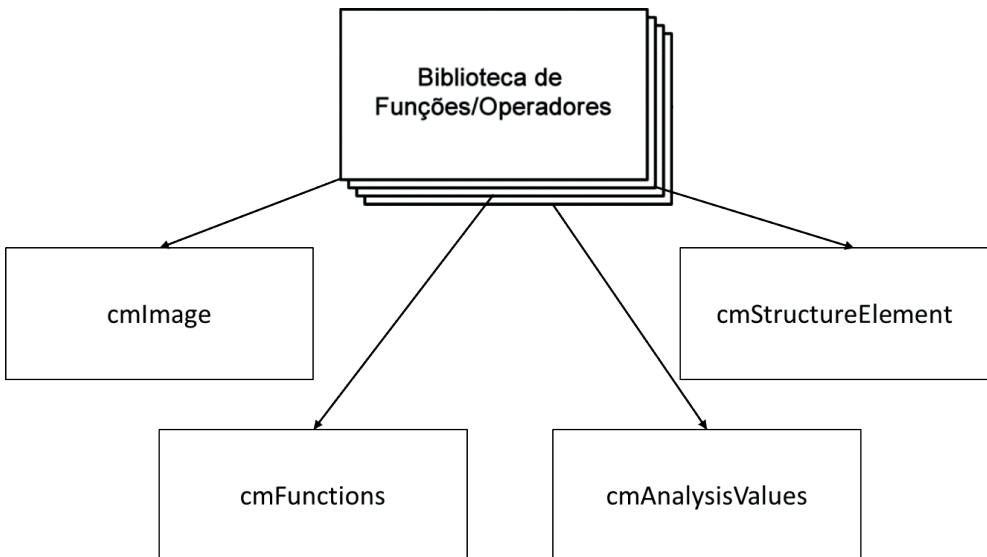 Biblioteca de
Funções/Operadores
cmImage
cmStructureElement
cmFunctions
cmAnalysisValues